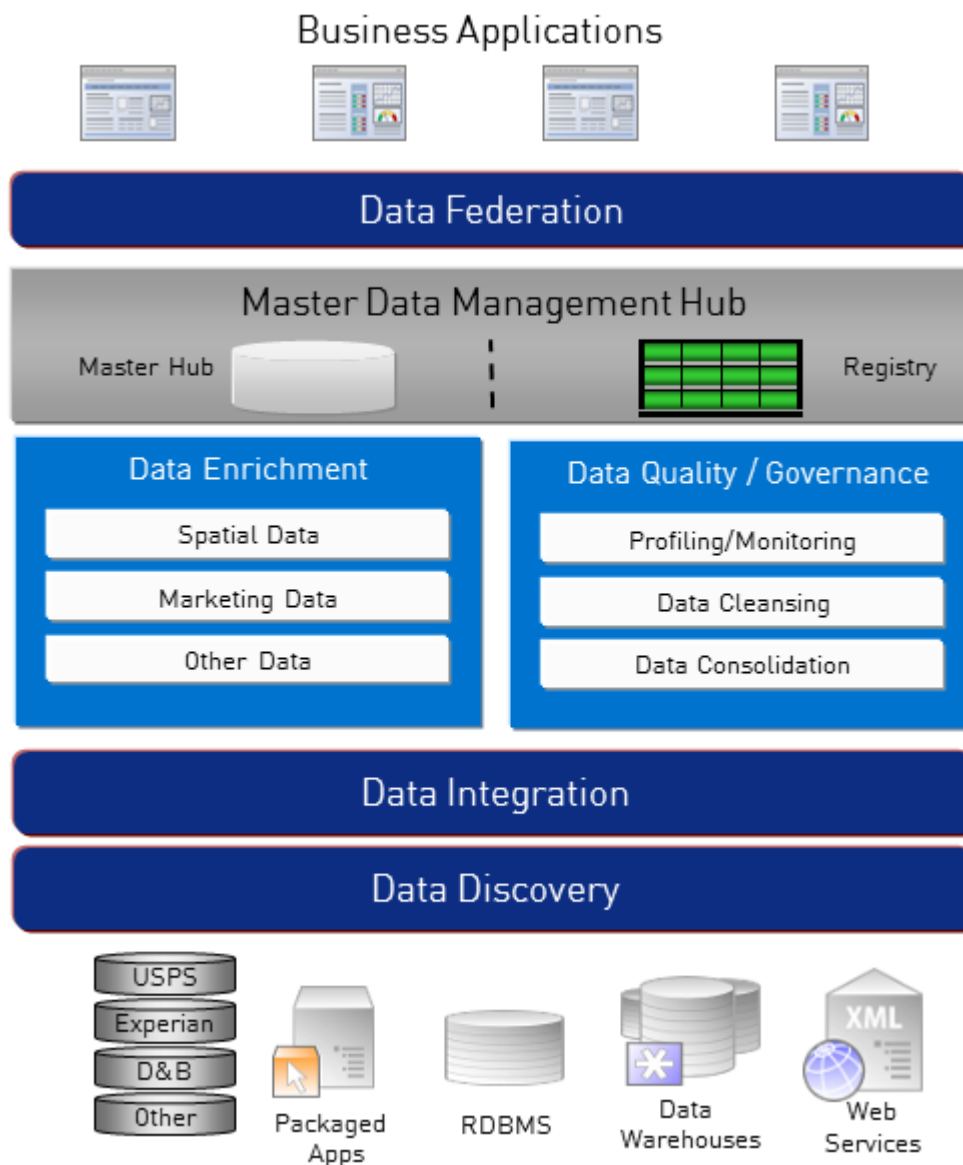 Business Applications
Data Federation
Master Data Management Hub
Master Hub
Registry
Data Enrichment
Spatial Data
Marketing Data
Other Data
Data Quality / Governance
Profiling/Monitoring
Data Cleansing
Data Consolidation
Data Integration
Data Discovery
USPS
Experian
D&B
Other
Packaged
Apps
RDBMS
Data
Warehouses
XML
Web
Services